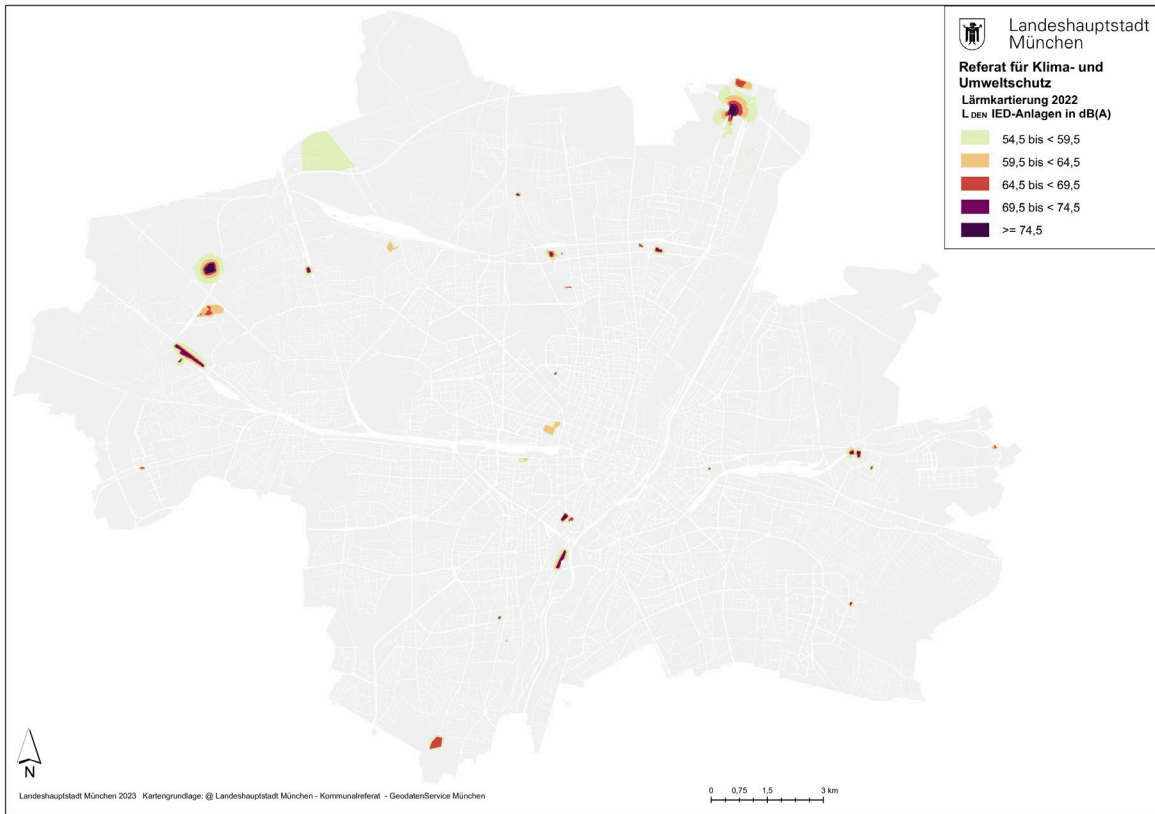 Landeshauptstadt
München
Referat für Klima- und
Umweltschutz
Lärmkartierung 2022
L DEN IED-Anlagen in dB(A)
54,5 bis < 59,5
59,5 bis < 64,5
64,5 bis < 69,5
69,5 bis < 74,5
>= 74,5
N
Landeshauptstadt München 2023 Kartengrundlage: @ Landeshauptstadt München - Kommunalreferat - GeodatenService München
0 0,75 1,5 3 km